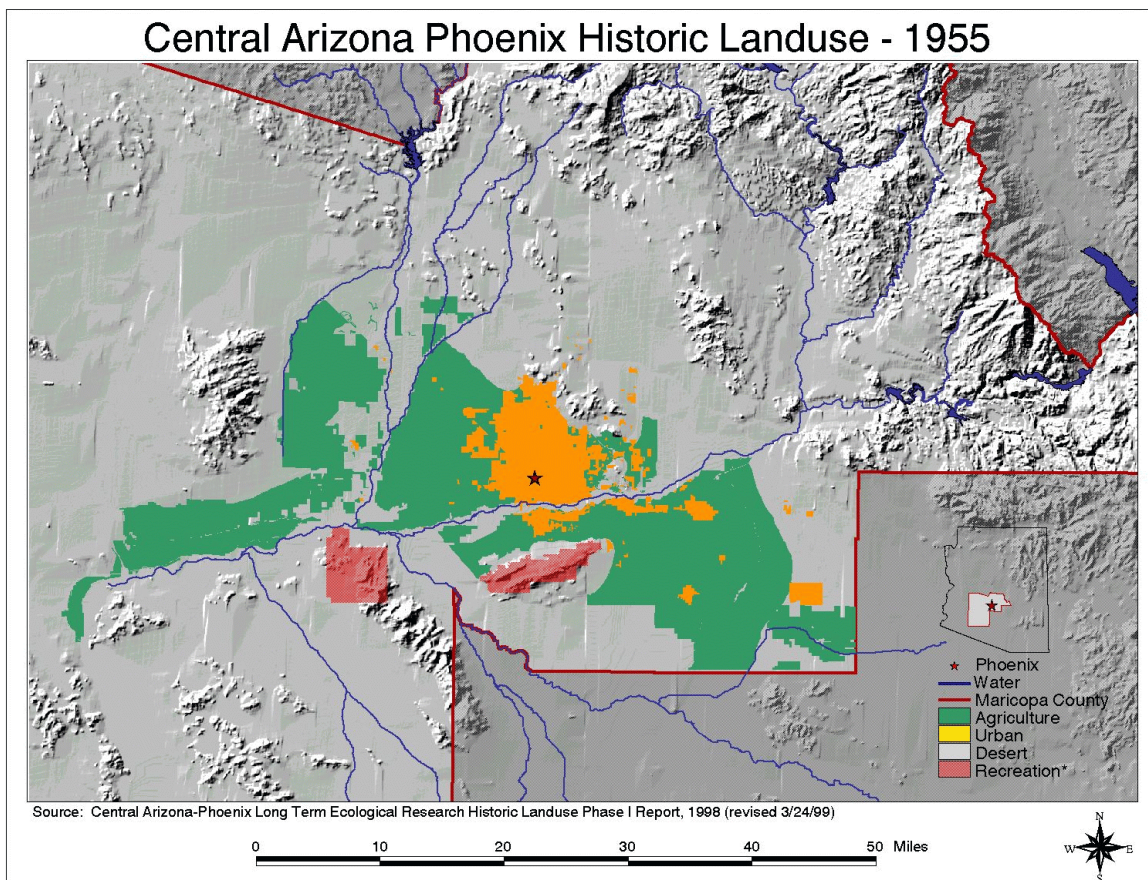 Central Arizona Phoenix Historic Landuse - 1955
Phoenix
Water
Maricopa County
Agriculture
Urban
Desert
Recreation*
Source: Central Arizona-Phoenix Long Term Ecological Research Historic Landuse Phase I Report, 1998 (revised 3/24/99)
0 10 20 30 40 50 Miles
N
W E
S